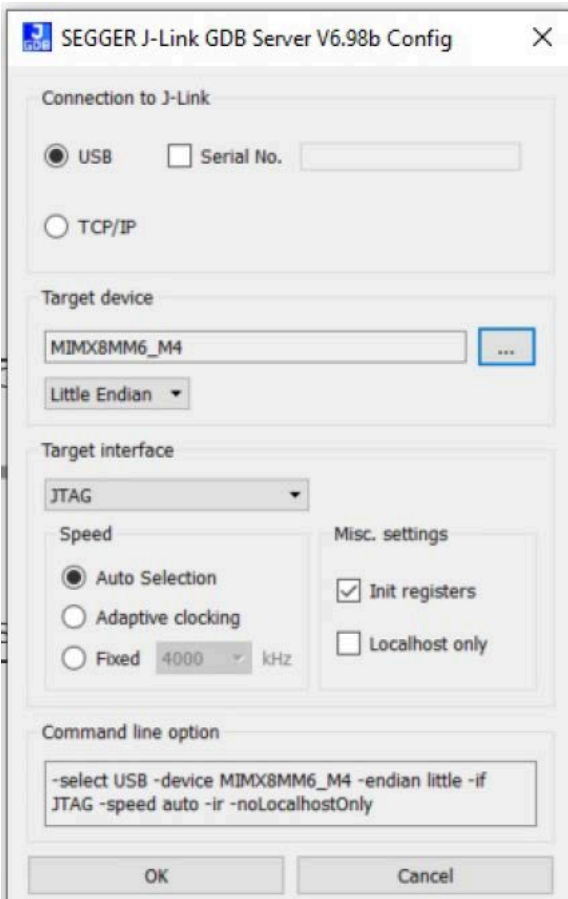 J
GDB
SEGGER J-Link GDB Server V6.98b Config
Connection to J-Link
USB
Serial No.
TCP/IP
Target device
MIMX8MM6_M4
...
Little Endian
Target interface
JTAG
Speed
Misc. settings
Auto Selection
Init registers
Adaptive clocking
Localhost only
Fixed 4000 kHz
Command line option
-select USB -device MIMX8MM6_M4 -endian little -if
JTAG -speed auto -ir -noLocalhostOnly
OK
Cancel